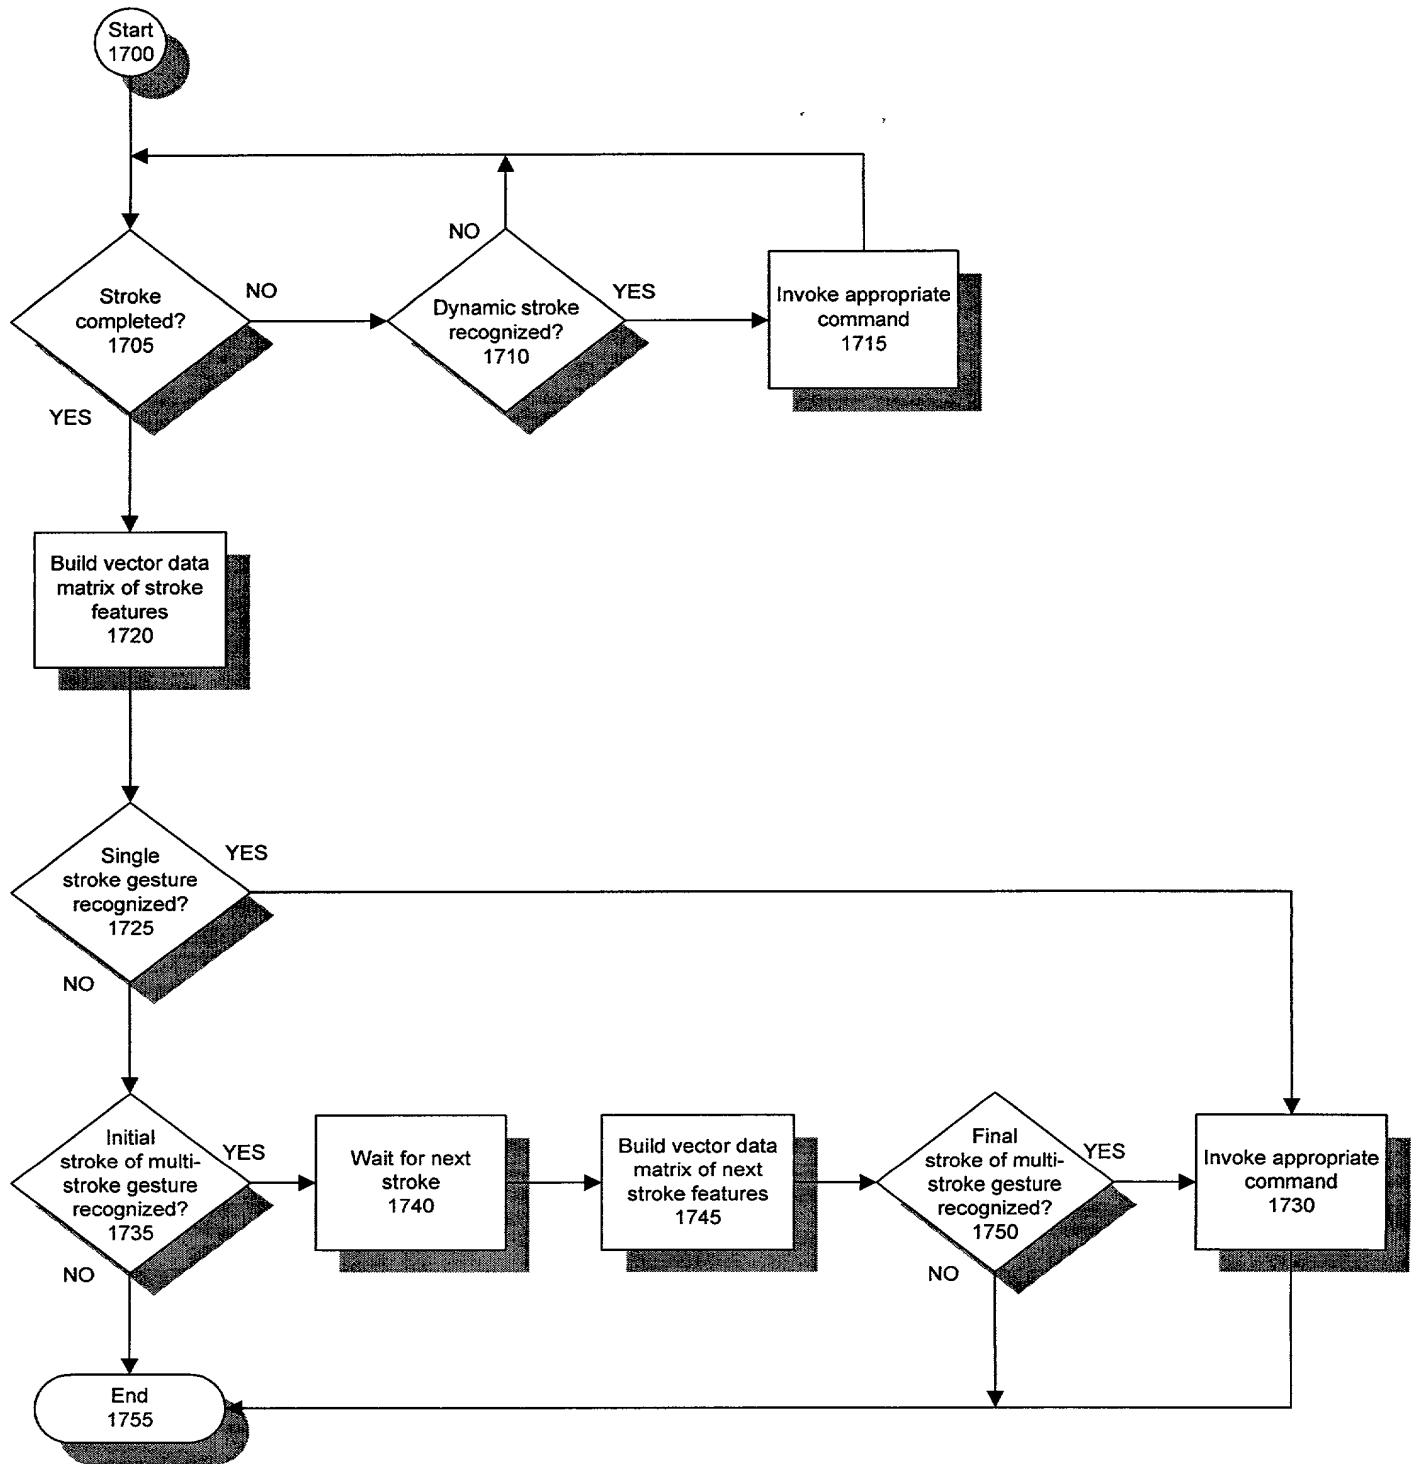 Start
1700
Stroke
completed?
1705
NO
YES
Dynamic stroke
recognized?
1710
NO
YES
Invoke appropriate
command
1715
Build vector data
matrix of stroke
features
1720
Single
stroke gesture
recognized?
1725
YES
NO
Initial
stroke of multi-
stroke gesture
recognized?
1735
YES
NO
Wait for next
stroke
1740
Build vector data
matrix of next
stroke features
1745
Final
stroke of multi-
stroke gesture
recognized?
1750
YES
NO
Invoke appropriate
command
1730
End
1755